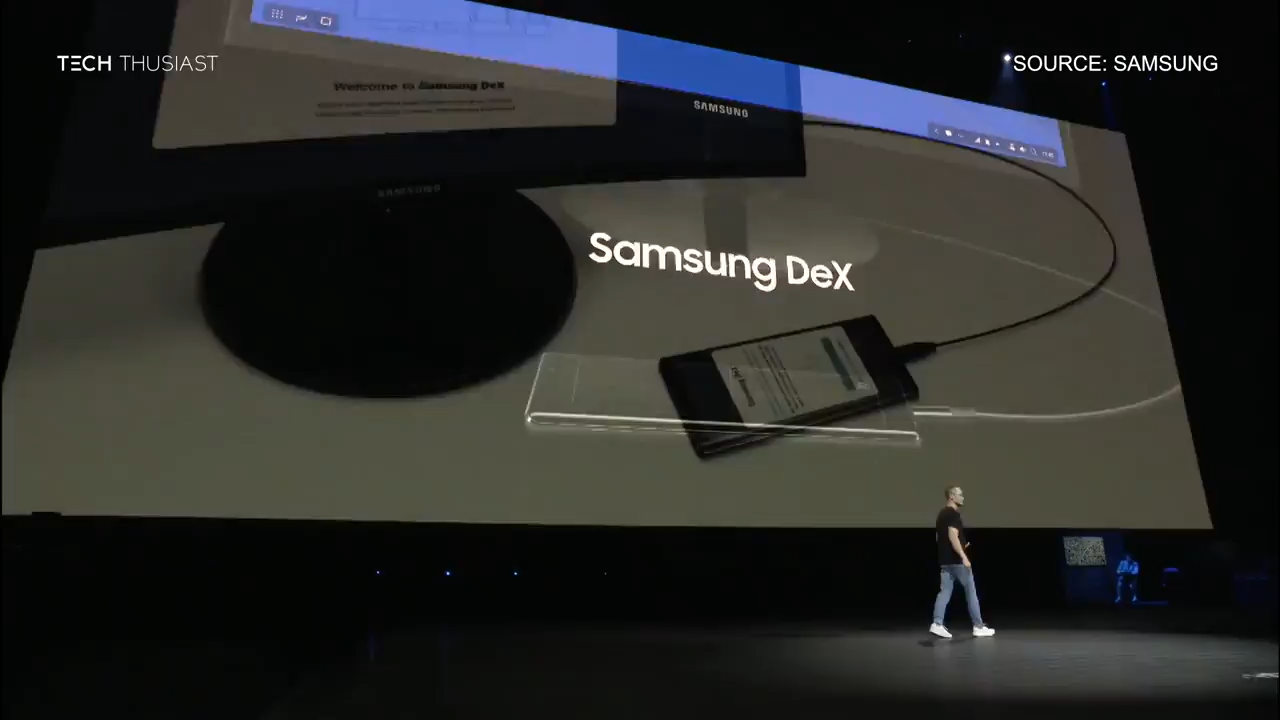 TECH THUSIAST
SOURCE: SAMSUNG
Welcome to Samsung DeX
SAMSUNG
SAMSUNG
Samsung DeX